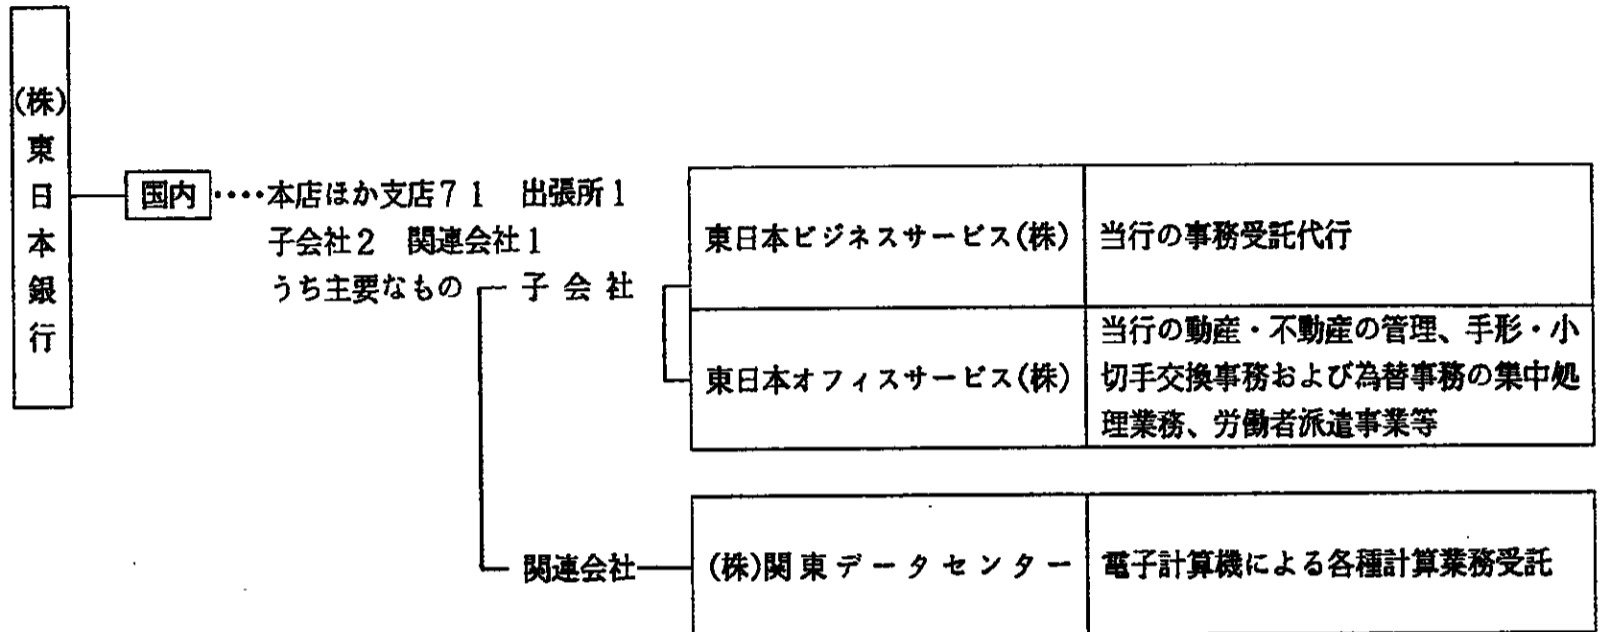 (株)東日本銀行
国内‥‥本店ほか支店71 出張所1
子会社2 関連会社1
うち主要なもの
子会社
東日本ビジネスサービス(株)
当行の事務受託代行
東日本オフィスサービス(株)
当行の動産・不動産の管理、手形・小
切手交換事務および為替事務の集中処
理業務、労働者派遣事業等
関連会社
(株)関東データセンター
電子計算機による各種計算業務受託